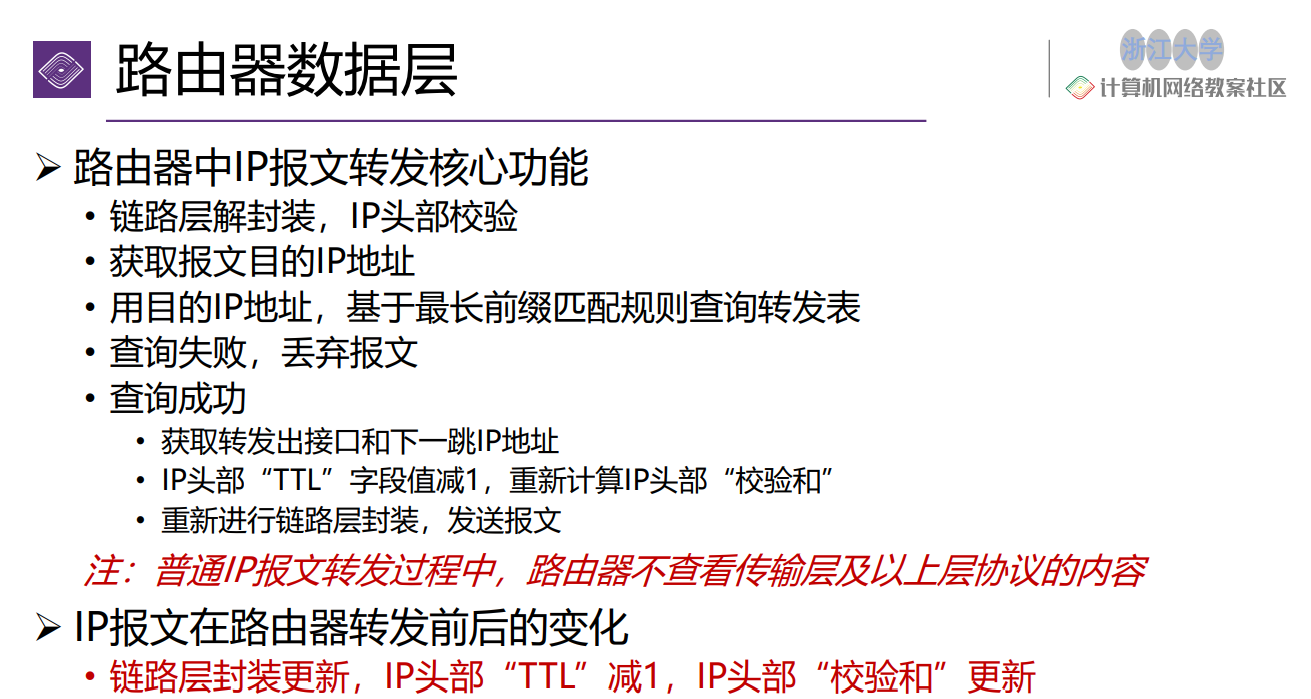 路由器数据层
浙江大学
计算机网络教案社区
➢ 路由器中IP报文转发核心功能
• 链路层解封装，IP头部校验
• 获取报文目的IP地址
• 用目的IP地址，基于最长前缀匹配规则查询转发表
• 查询失败，丢弃报文
• 查询成功
• 获取转发出接口和下一跳IP地址
• IP头部“TTL”字段值减1，重新计算IP头部“校验和”
• 重新进行链路层封装，发送报文
注：普通IP报文转发过程中，路由器不查看传输层及以上层协议的内容
➢ IP报文在路由器转发前后的变化
• 链路层封装更新，IP头部“TTL”减1，IP头部“校验和”更新